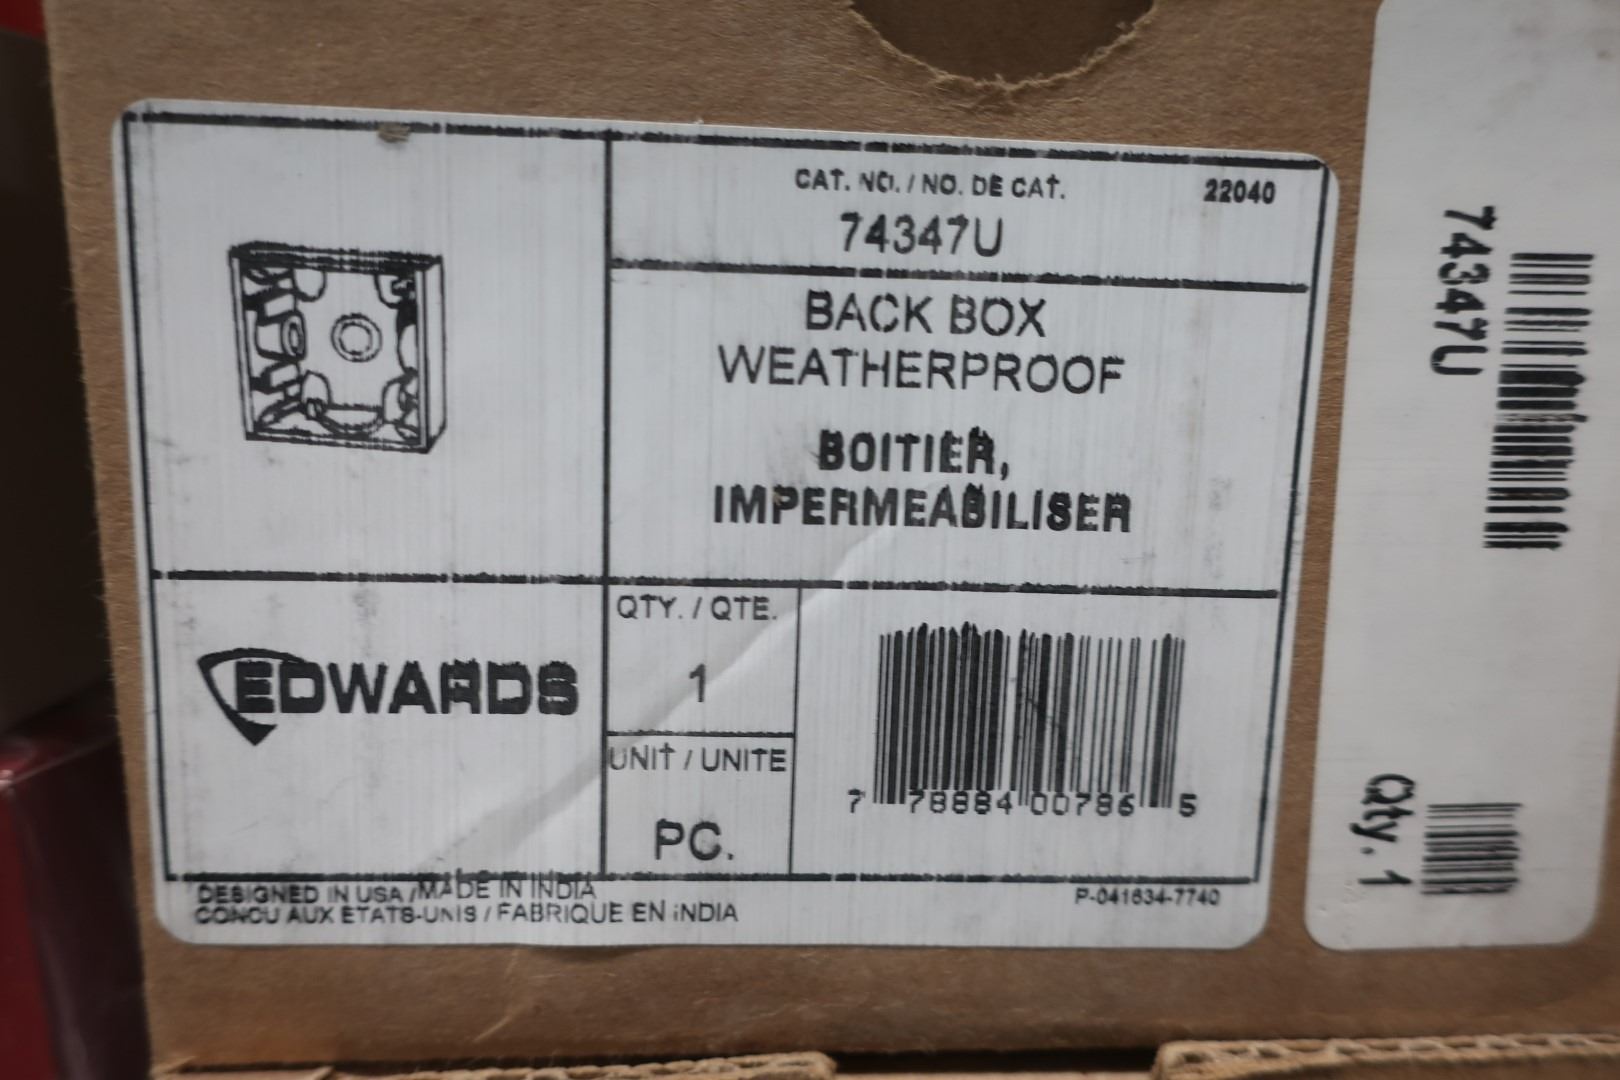 CAT. NO. / NO. DE CAT.
22040
74347U
BACK BOX
WEATHERPROOF
BOITIER,
IMPERMEABILISER
EDWARDS
QTY. / QTE.
1
UNIT / UNITE
PC.
7 78884 00786 5
DESIGNED IN USA / MADE IN INDIA
CONCU AUX ETATS-UNIS / FABRIQUE EN INDIA
P-041634-7740
74347U
Qty. 1